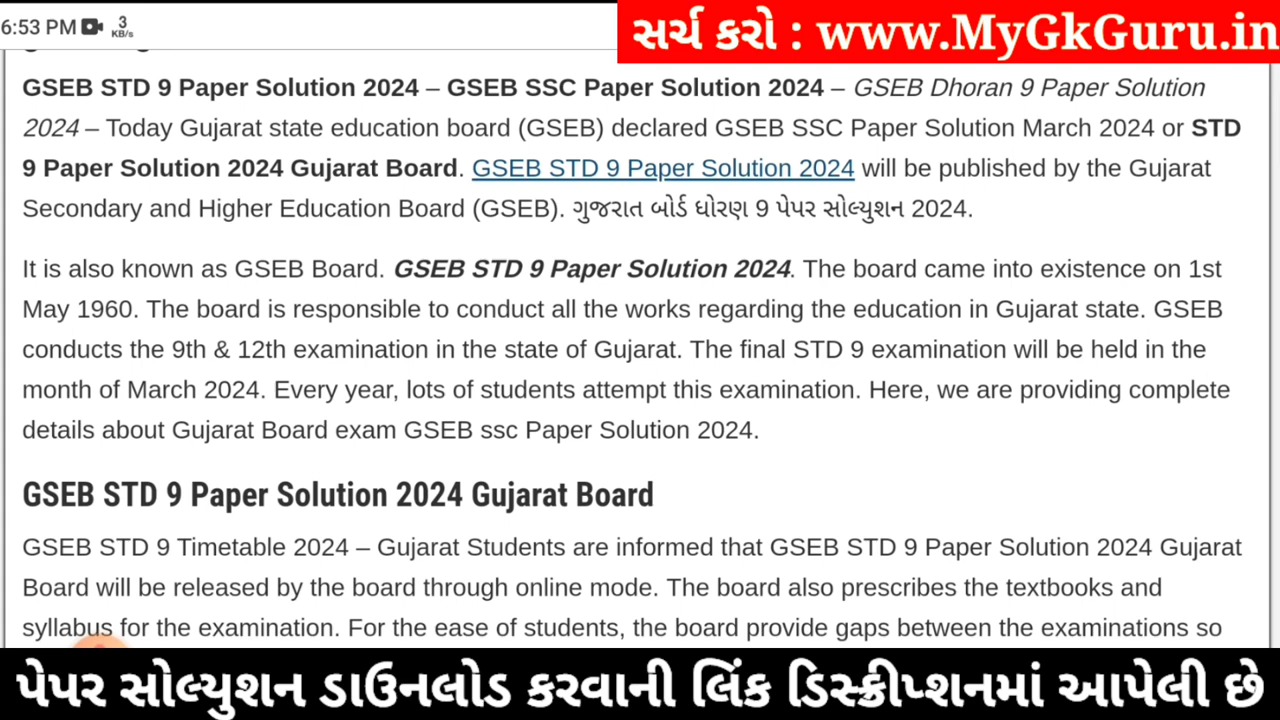 6:53 PM 3 KB/s
સર્ચ કરો : www.MyGkGuru.in
GSEB STD 9 Paper Solution 2024 – GSEB SSC Paper Solution 2024 – GSEB Dhoran 9 Paper Solution
2024 – Today Gujarat state education board (GSEB) declared GSEB SSC Paper Solution March 2024 or STD
9 Paper Solution 2024 Gujarat Board. GSEB STD 9 Paper Solution 2024 will be published by the Gujarat
Secondary and Higher Education Board (GSEB). ગુજરાત બોર્ડ ધોરણ 9 પેપર સોલ્યુશન 2024.
It is also known as GSEB Board. GSEB STD 9 Paper Solution 2024. The board came into existence on 1st
May 1960. The board is responsible to conduct all the works regarding the education in Gujarat state. GSEB
conducts the 9th & 12th examination in the state of Gujarat. The final STD 9 examination will be held in the
month of March 2024. Every year, lots of students attempt this examination. Here, we are providing complete
details about Gujarat Board exam GSEB ssc Paper Solution 2024.
GSEB STD 9 Paper Solution 2024 Gujarat Board
GSEB STD 9 Timetable 2024 – Gujarat Students are informed that GSEB STD 9 Paper Solution 2024 Gujarat
Board will be released by the board through online mode. The board also prescribes the textbooks and
syllabus for the examination. For the ease of students, the board provide gaps between the examinations so
પેપર સોલ્યુશન ડાઉનલોડ કરવાની લિંક ડિસ્ક્રીપ્શનમાં આપેલી છે